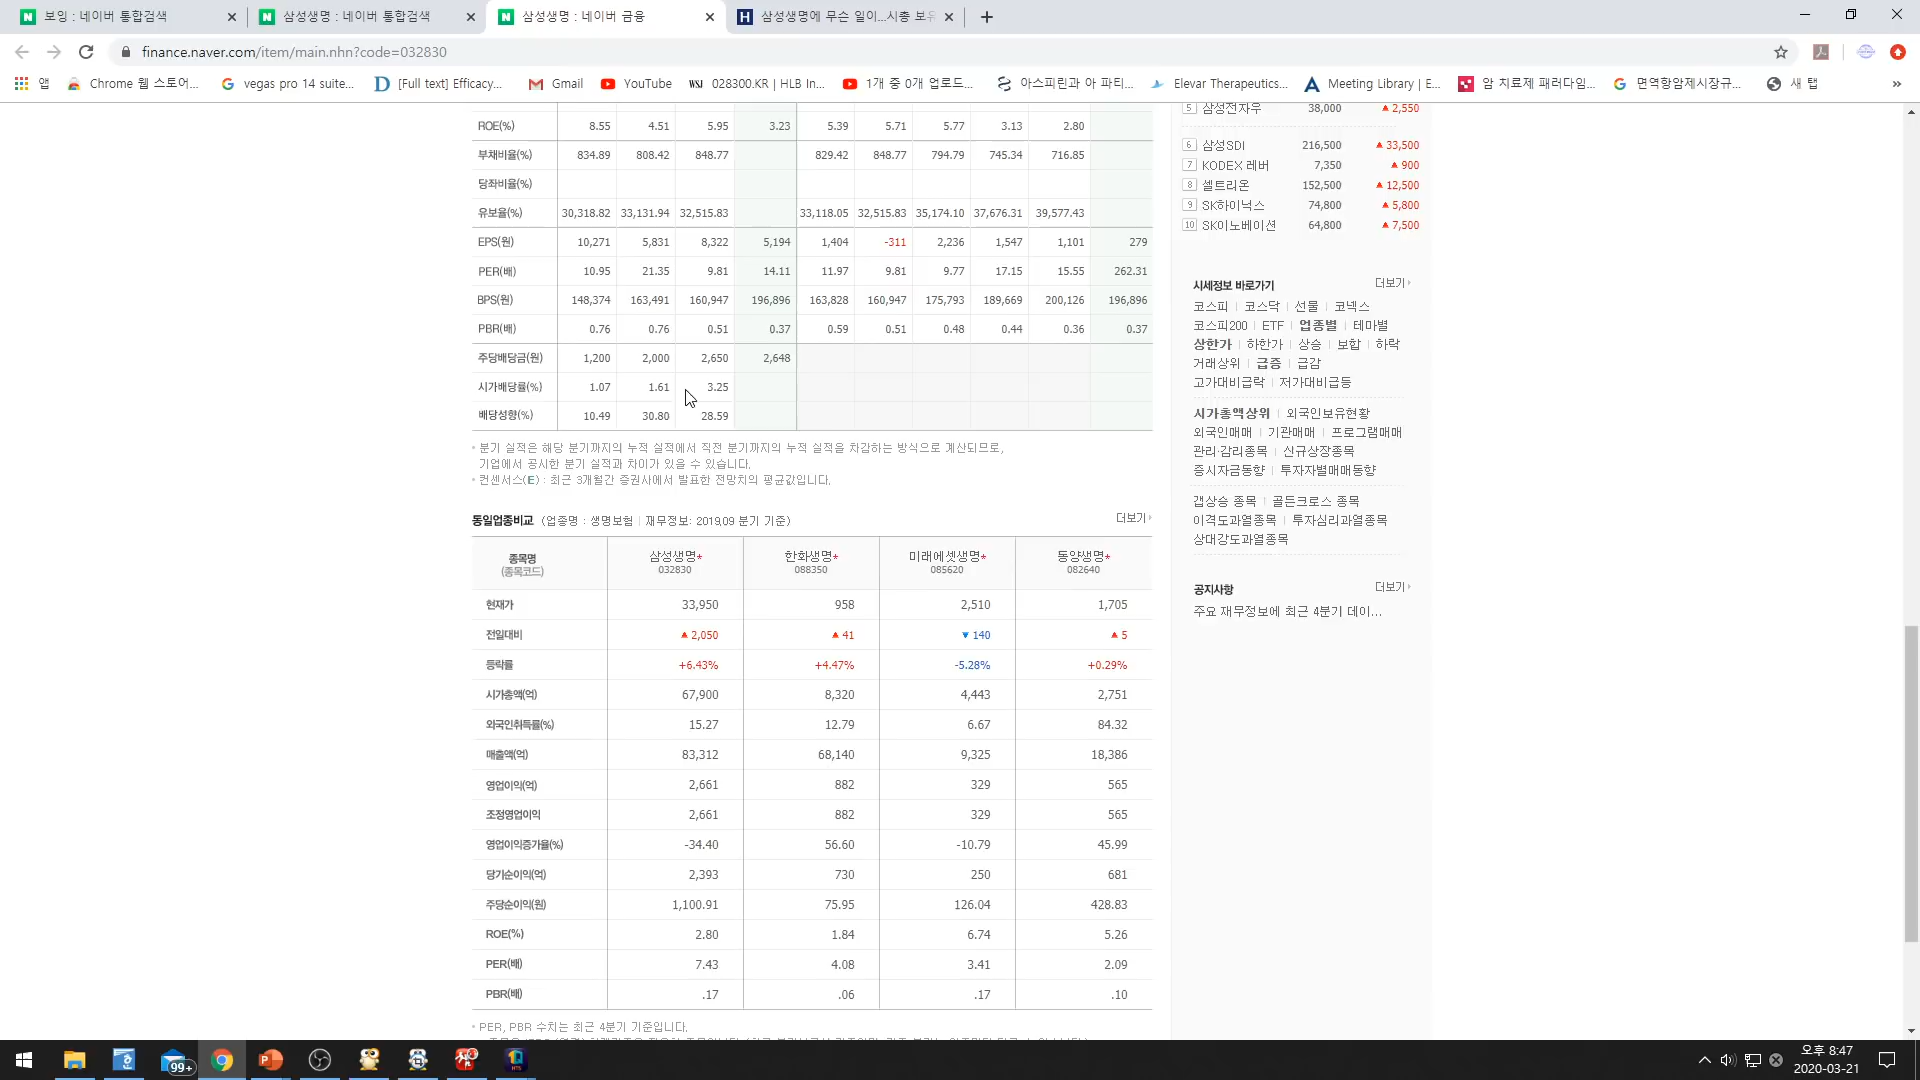 보잉 : 네이버 통합검색
삼성생명 : 네이버 통합검색
삼성생명 : 네이버 금융
삼성생명에 무슨 일이...시총 보유
finance.naver.com/item/main.nhn?code=032830
앱 Chrome 웹 스토어... vegas pro 14 suite... [Full text] Efficacy... Gmail YouTube WSJ 028300.KR | HLB In... 1개 중 0개 업로드... 아스피린과 아 파티... Elevar Therapeutics... Meeting Library | E... 암 치료제 패러다임... 면역항암제시장규... 새 탭 »
ROE(%) 8.55 4.51 5.95 3.23 5.39 5.71 5.77 3.13 2.80
부채비율(%) 834.89 808.42 848.77 829.42 848.77 794.79 745.34 716.85
당좌비율(%)
유보율(%) 30,318.82 33,131.94 32,515.83 33,118.05 32,515.83 35,174.10 37,676.31 39,577.43
EPS(원) 10,271 5,831 8,322 5,194 1,404 -311 2,236 1,547 1,101 279
PER(배) 10.95 21.35 9.81 14.11 11.97 9.81 9.77 17.15 15.55 262.31
BPS(원) 148,374 163,491 160,947 196,896 163,828 160,947 175,793 189,669 200,126 196,896
PBR(배) 0.76 0.76 0.51 0.37 0.59 0.51 0.48 0.44 0.36 0.37
주당배당금(원) 1,200 2,000 2,650 2,648
시가배당률(%) 1.07 1.61 3.25
배당성향(%) 10.49 30.80 28.59
* 분기 실적은 해당 분기까지의 누적 실적에서 직전 분기까지의 누적 실적을 차감하는 방식으로 계산되므로,
기업에서 공시한 분기 실적과 차이가 있을 수 있습니다.
* 컨센서스(E) : 최근 3개월간 증권사에서 발표한 전망치의 평균값입니다.
동일업종비교 (업종명 : 생명보험 | 재무정보: 2019.09 분기 기준) 더보기
종목명 삼성생명* 한화생명* 미래에셋생명* 동양생명*
(종목코드) 032830 088350 085620 082640
현재가 33,950 958 2,510 1,705
전일대비 ▲ 2,050 ▲ 41 ▼ 140 ▲ 5
등락률 +6.43% +4.47% -5.28% +0.29%
시가총액(억) 67,900 8,320 4,443 2,751
외국인취득률(%) 15.27 12.79 6.67 84.32
매출액(억) 83,312 68,140 9,325 18,386
영업이익(억) 2,661 882 329 565
조정영업이익 2,661 882 329 565
영업이익증가율(%) -34.40 56.60 -10.79 45.99
당기순이익(억) 2,393 730 250 681
주당순이익(원) 1,100.91 75.95 126.04 428.83
ROE(%) 2.80 1.84 6.74 5.26
PER(배) 7.43 4.08 3.41 2.09
PBR(배) .17 .06 .17 .10
* PER, PBR 수치는 최근 4분기 기준입니다.
5 삼성전자우 38,000 ▲ 2,550
6 삼성SDI 216,500 ▲ 33,500
7 KODEX 레버 7,350 ▲ 900
8 셀트리온 152,500 ▲ 12,500
9 SK하이닉스 74,800 ▲ 5,800
10 SK이노베이션 64,800 ▲ 7,500
시세정보 바로가기 더보기
코스피 | 코스닥 | 선물 | 코넥스
코스피200 | ETF | 업종별 | 테마별
상한가 | 하한가 | 상승 | 보합 | 하락
거래상위 | 급증 | 급감
고가대비급락 | 저가대비급등
시가총액상위 | 외국인보유현황
외국인매매 | 기관매매 | 프로그램매매
관리·감리종목 | 신규상장종목
증시자금동향 | 투자자별매매동향
갭상승 종목 | 골든크로스 종목
이격도과열종목 | 투자심리과열종목
상대강도과열종목
공지사항 더보기
주요 재무정보에 최근 4분기 데이...
99+
오후 8:47
2020-03-21